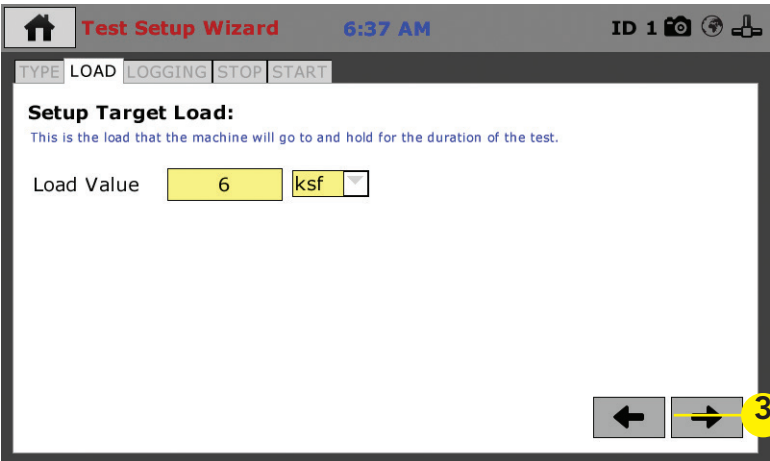 Test Setup Wizard 6:37 AM ID 1
TYPE LOAD LOGGING STOP START
Setup Target Load:
This is the load that the machine will go to and hold for the duration of the test.
Load Value 6 ksf
3